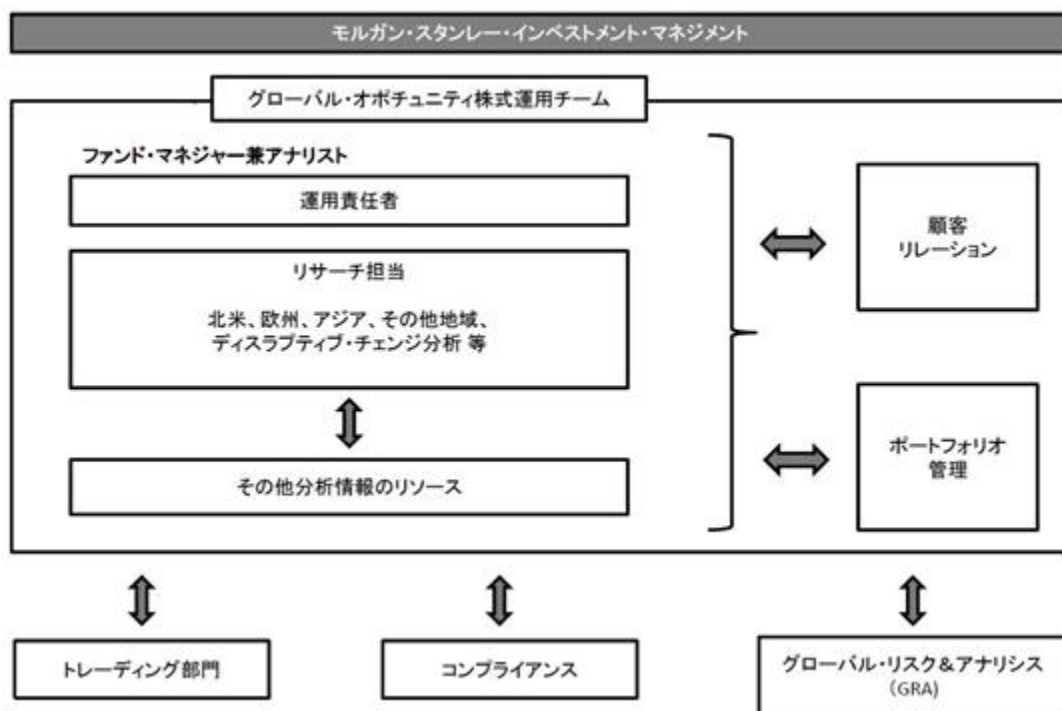 モルガン・スタンレー・インベストメント・マネジメント
グローバル・オポチュニティ株式運用チーム
ファンド・マネジャー兼アナリスト
運用責任者
リサーチ担当
北米、欧州、アジア、その他地域、
ディスラプティブ・チェンジ分析 等
その他分析情報のリソース
顧客
リレーション
ポートフォリオ
管理
トレーディング部門
コンプライアンス
グローバル・リスク&アナリシス
(GRA)